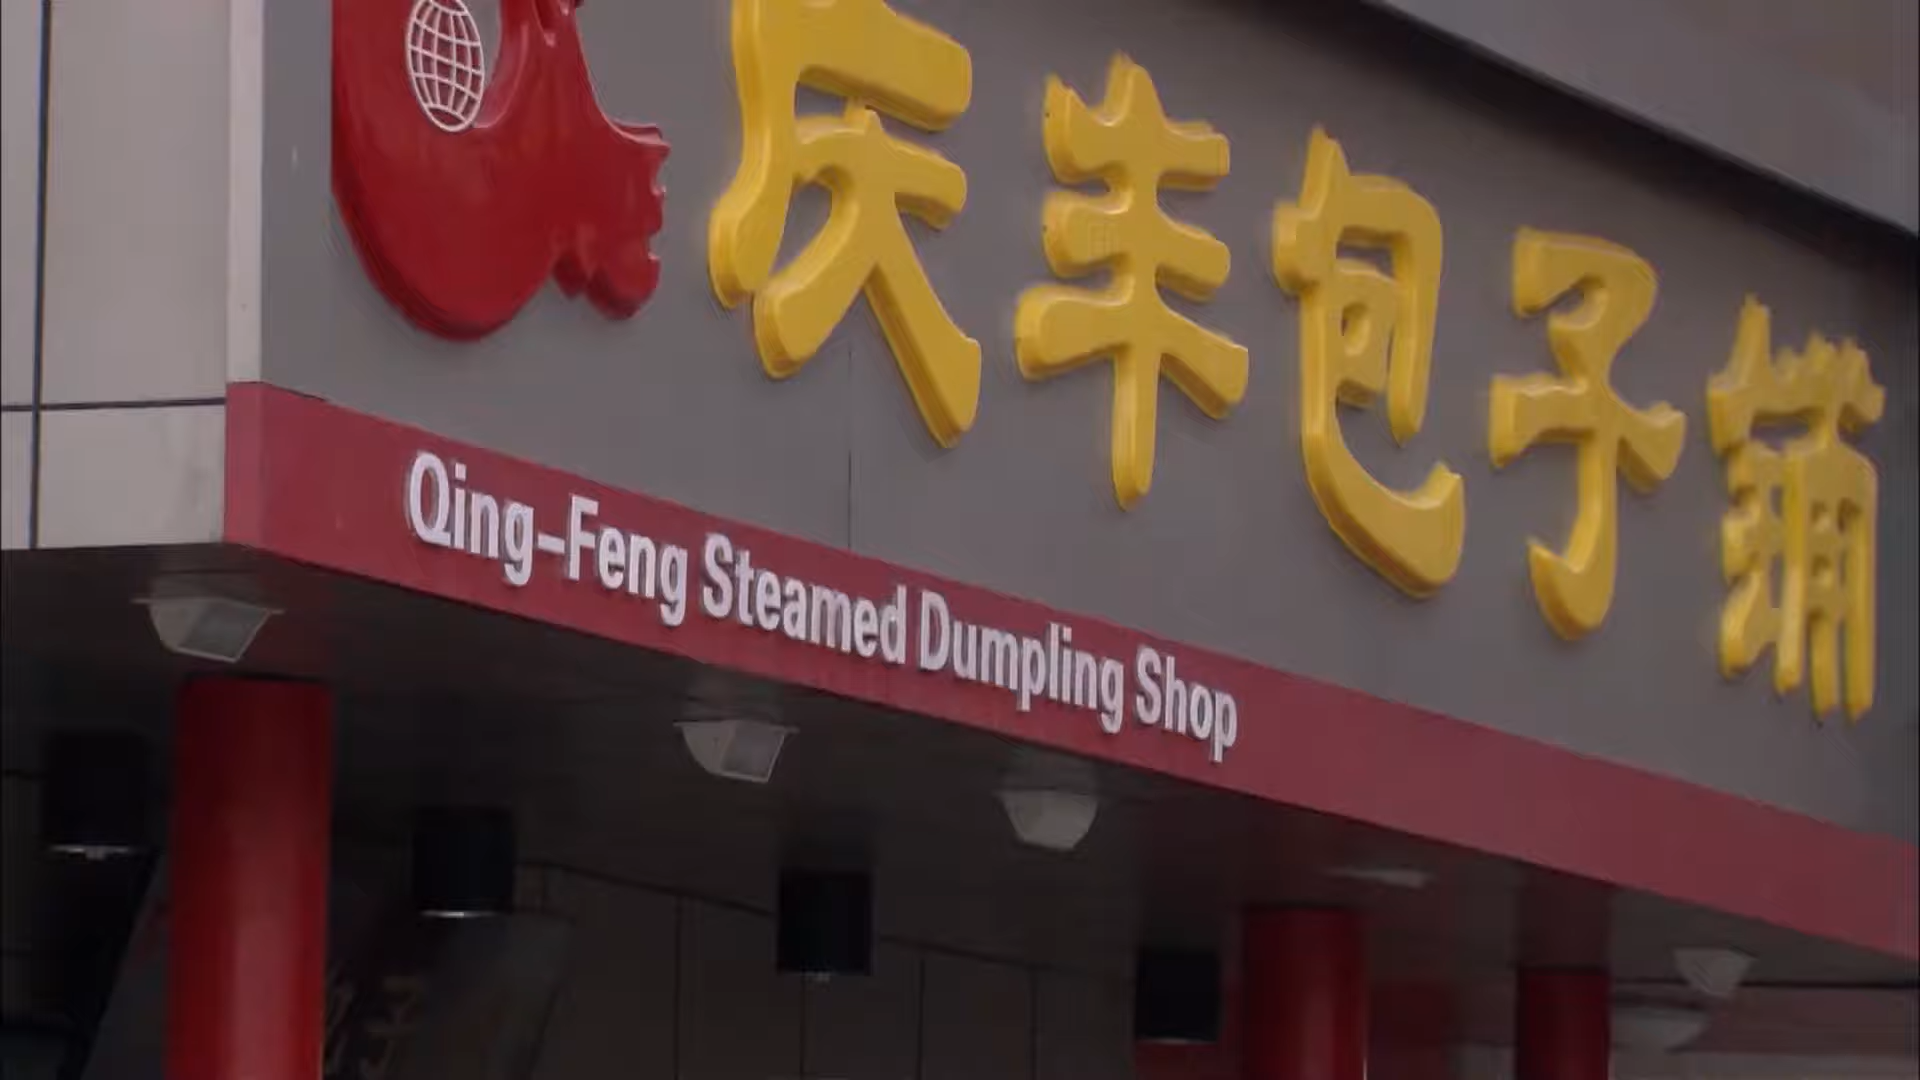 庆丰包子铺
Qing-Feng Steamed Dumpling Shop